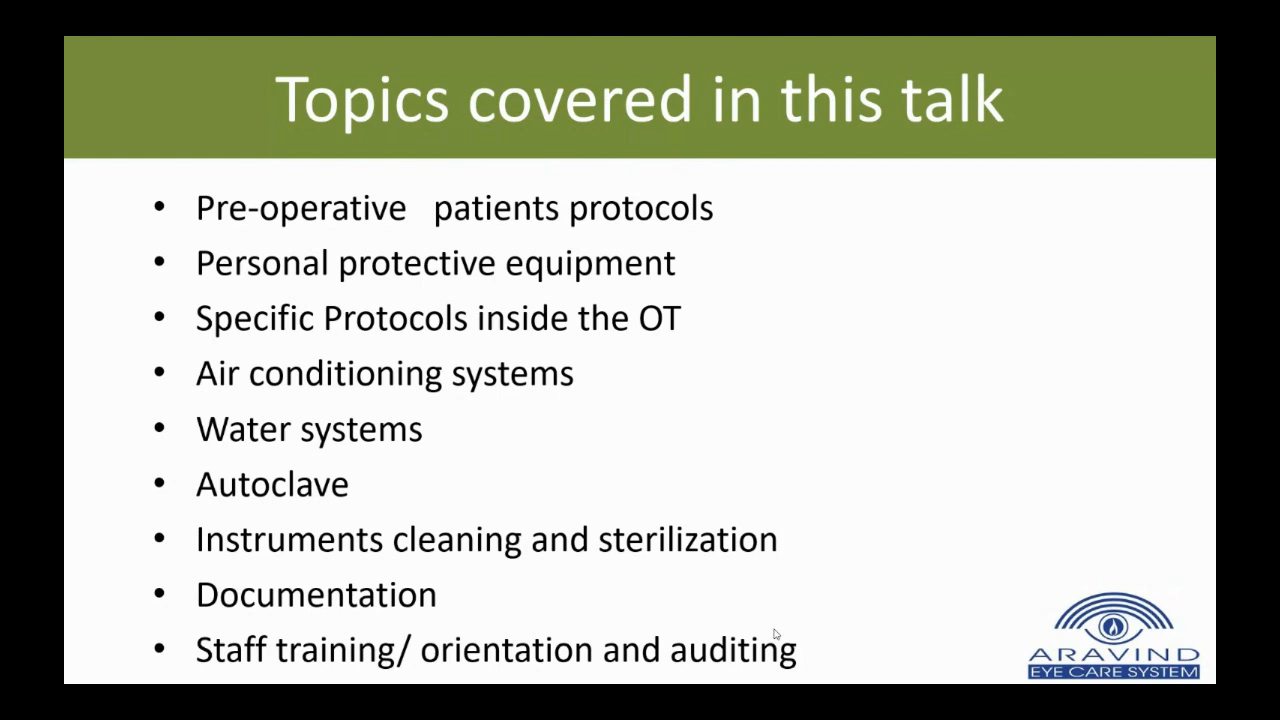 Topics covered in this talk
• Pre-operative   patients protocols
• Personal protective equipment
• Specific Protocols inside the OT
• Air conditioning systems
• Water systems
• Autoclave
• Instruments cleaning and sterilization
• Documentation
• Staff training/ orientation and auditing
ARAVIND
EYE CARE SYSTEM